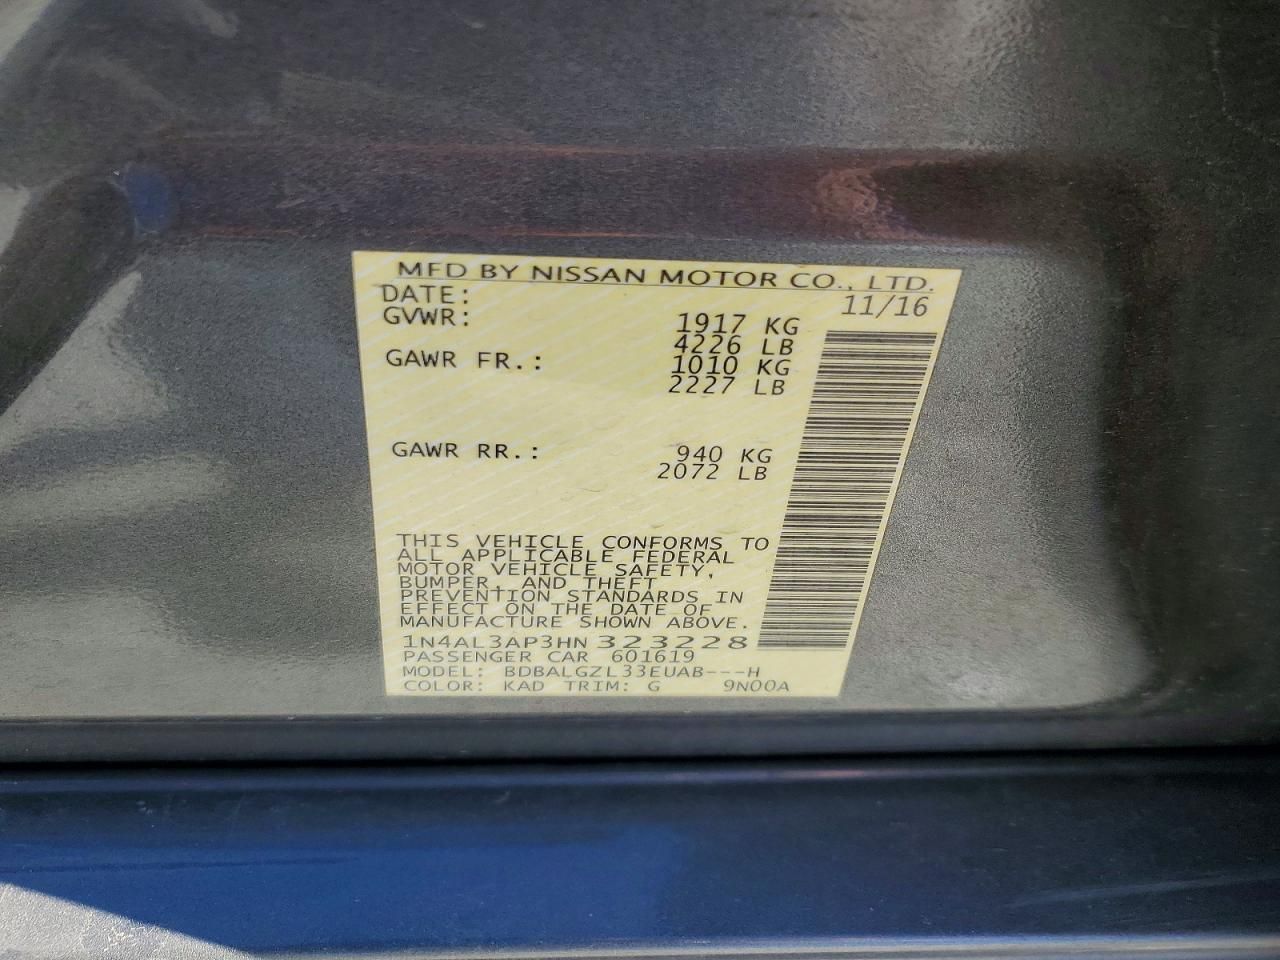 MFD BY NISSAN MOTOR CO., LTD.
DATE: 11/16
GVWR: 1917 KG
4226 LB
GAWR FR.: 1010 KG
2227 LB
GAWR RR.: 940 KG
2072 LB
THIS VEHICLE CONFORMS TO
ALL APPLICABLE FEDERAL
MOTOR VEHICLE SAFETY,
BUMPER, AND THEFT
PREVENTION STANDARDS IN
EFFECT ON THE DATE OF
MANUFACTURE SHOWN ABOVE.
1N4AL3AP3HN323228
PASSENGER CAR 601619
MODEL: BDBALGZL33EUAB---H
COLOR: KAD TRIM: G 9N00A